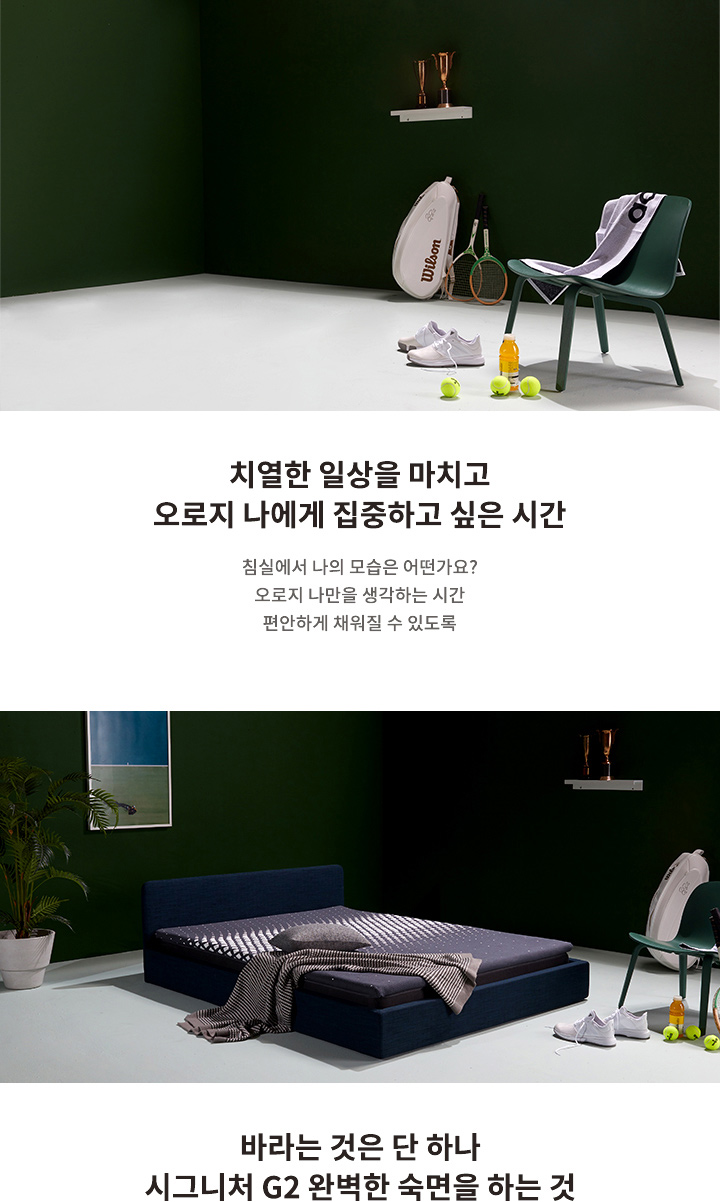 Wilson
치열한 일상을 마치고
오로지 나에게 집중하고 싶은 시간
침실에서 나의 모습은 어떤가요?
오로지 나만을 생각하는 시간
편안하게 채워질 수 있도록
바라는 것은 단 하나
시그니처 G2 완벽한 숙면을 하는 것